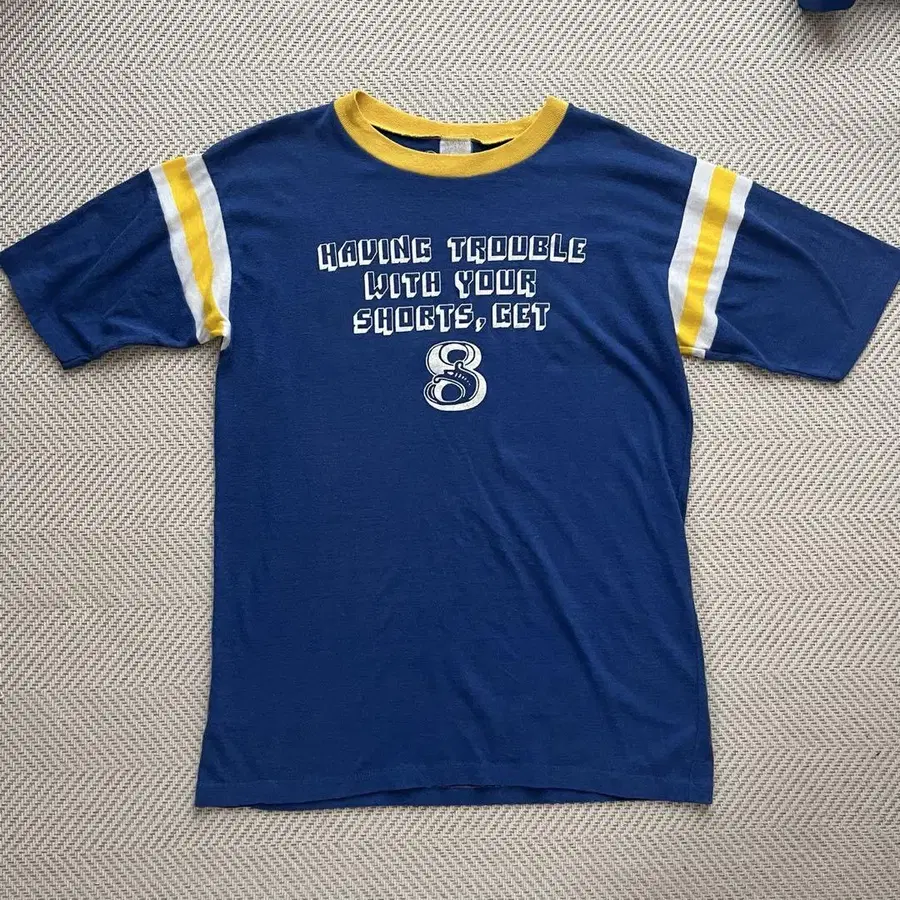 HAVING TROUBLE
WITH YOUR
SHORTS, GET
8